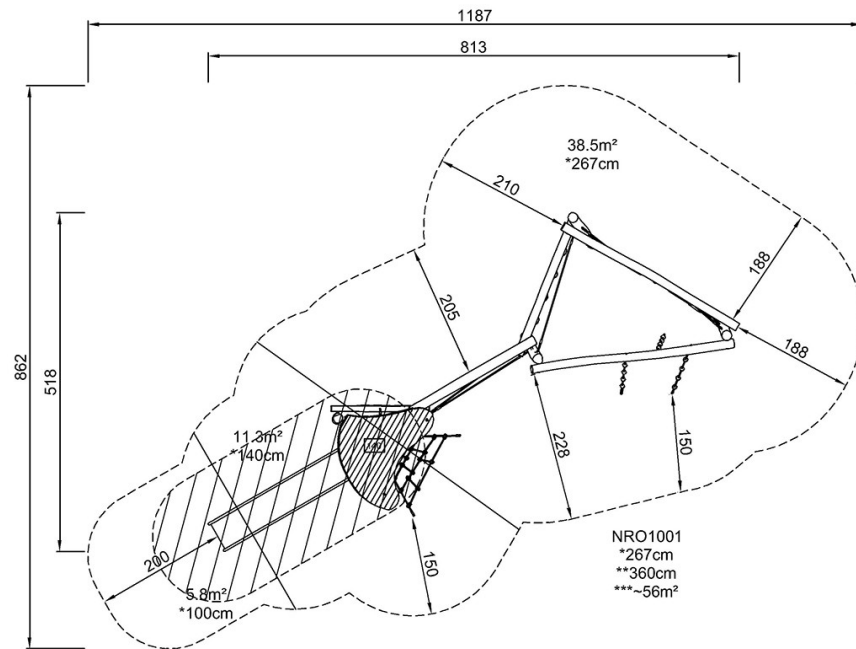 1187
813
38.5m²
*267cm
210
188
862
518
205
188
11.3m²
*140cm
228
150
200
150
5.8m²
*100cm
NRO1001
*267cm
**360cm
***~56m²